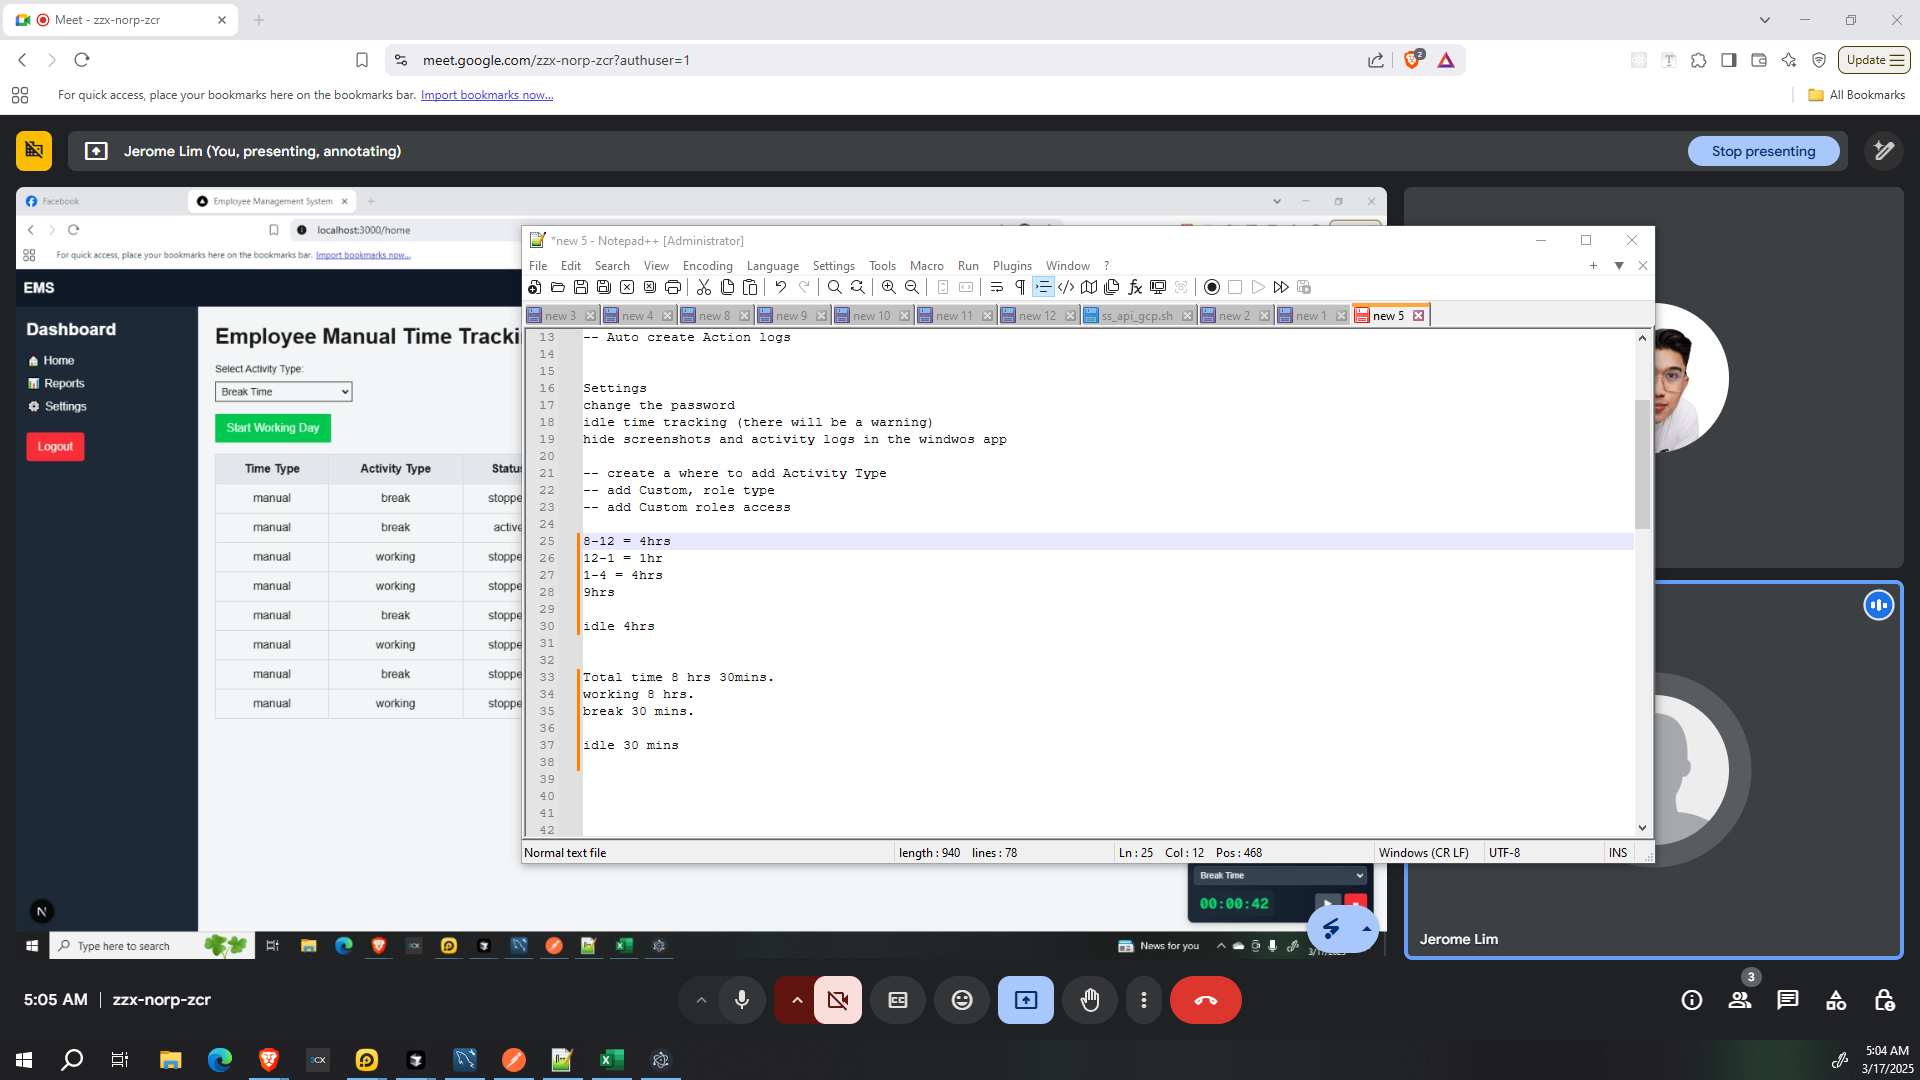 Meet - zzx-norp-zcr
meet.google.com/zzx-norp-zcr?authuser=1
2
Update
For quick access, place your bookmarks here on the bookmarks bar. Import bookmarks now...
All Bookmarks
Jerome Lim (You, presenting, annotating)
Stop presenting
Facebook
Employee Management System
localhost:3000/home
For quick access, place your bookmarks here on the bookmarks bar. Import bookmarks now...
EMS
Dashboard
Home
Reports
Settings
Logout
Employee Manual Time Tracki
Select Activity Type:
Break Time
Start Working Day
Time Type Activity Type Statu
manual break stoppe
manual break active
manual working stoppe
manual working stoppe
manual break stoppe
manual working stoppe
manual break stoppe
manual working stoppe
*new 5 - Notepad++ [Administrator]
File Edit Search View Encoding Language Settings Tools Macro Run Plugins Window ?
new 3 new 4 new 8 new 9 new 10 new 11 new 12 ss_api_gcp.sh new 2 new 1 new 5
13 -- Auto create Action logs
14
15
16 Settings
17 change the password
18 idle time tracking (there will be a warning)
19 hide screenshots and activity logs in the windwos app
20
21 -- create a where to add Activity Type
22 -- add Custom, role type
23 -- add Custom roles access
24
25 8-12 = 4hrs
26 12-1 = 1hr
27 1-4 = 4hrs
28 9hrs
29
30 idle 4hrs
31
32
33 Total time 8 hrs 30mins.
34 working 8 hrs.
35 break 30 mins.
36
37 idle 30 mins
38
39
40
41
42
Normal text file length : 940 lines : 78 Ln : 25 Col : 12 Pos : 468 Windows (CR LF) UTF-8 INS
Break Time
00:00:42
N
Type here to search
News for you
Jerome Lim
5:05 AM | zzx-norp-zcr
3
5:04 AM
3/17/2025